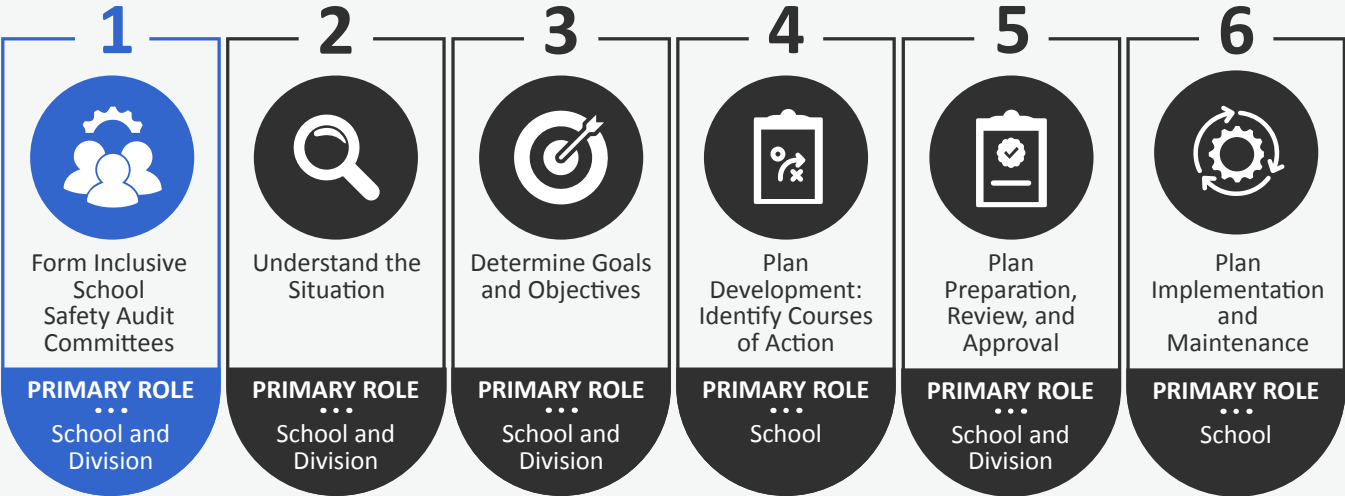 1
Form Inclusive
School
Safety Audit
Committees
PRIMARY ROLE
• • •
School and
Division
2
Understand the
Situation
PRIMARY ROLE
• • •
School and
Division
3
Determine Goals
and Objectives
PRIMARY ROLE
• • •
School and
Division
4
Plan
Development:
Identify Courses
of Action
PRIMARY ROLE
• • •
School
5
Plan
Preparation,
Review, and
Approval
PRIMARY ROLE
• • •
School and
Division
6
Plan
Implementation
and
Maintenance
PRIMARY ROLE
• • •
School